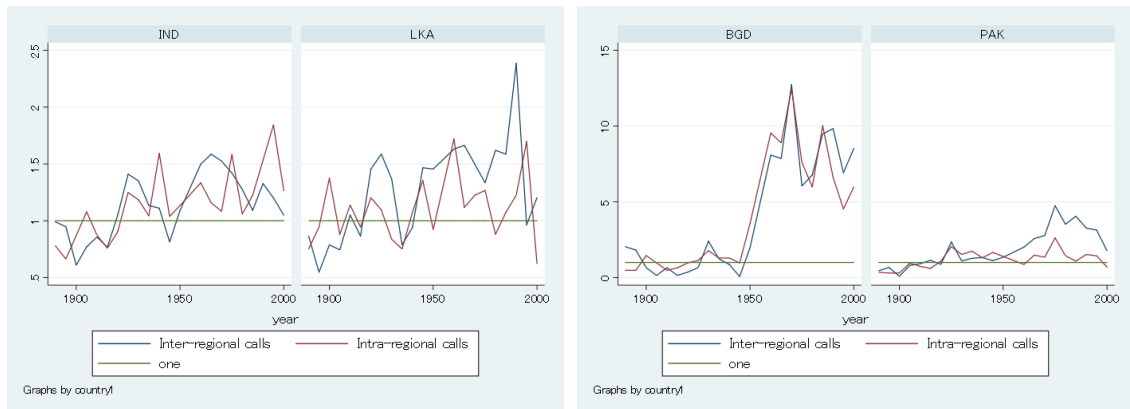 IND LKA
2.5
2
1.5
1
.5
1900 1950 2000 1900 1950 2000
year
Inter-regional calls Intra-regional calls
one
Graphs by country1
BGD PAK
15
10
5
0
1900 1950 2000 1900 1950 2000
year
Inter-regional calls Intra-regional calls
one
Graphs by country1